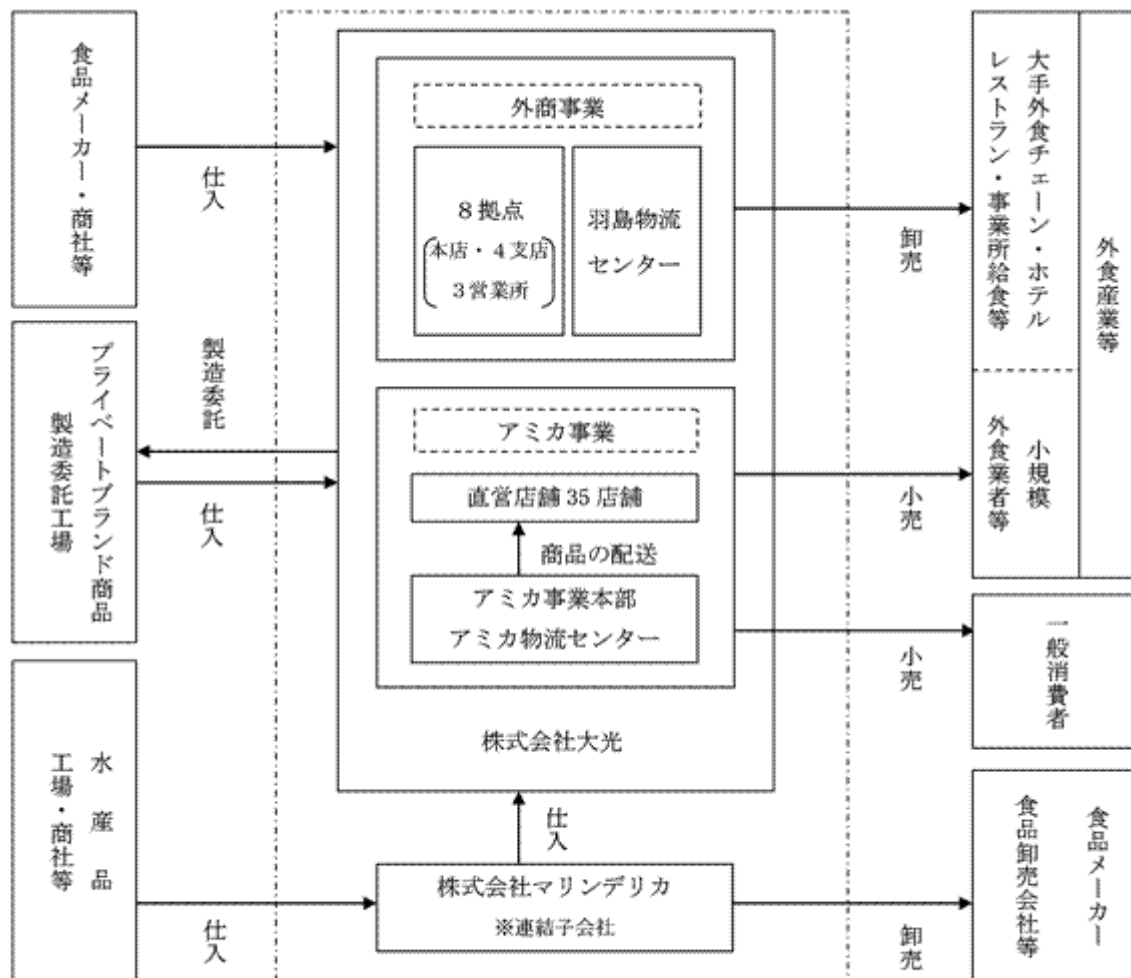 食品メーカー・商社等
仕入
外商事業
8拠点
本店・4支店
3営業所
羽島物流
センター
卸売
大手外食チェーン・ホテル
レストラン・事業所給食等
外食産業等
プライベートブランド商品
製造委託工場
製造委託
仕入
アミカ事業
直営店舗35店舗
商品の配送
アミカ事業本部
アミカ物流センター
小売
小規模
外食業者等
小売
一般消費者
株式会社大光
水産品
工場・商社等
仕入
仕入
株式会社マリンデリカ
※連結子会社
卸売
食品メーカー
食品卸売会社等